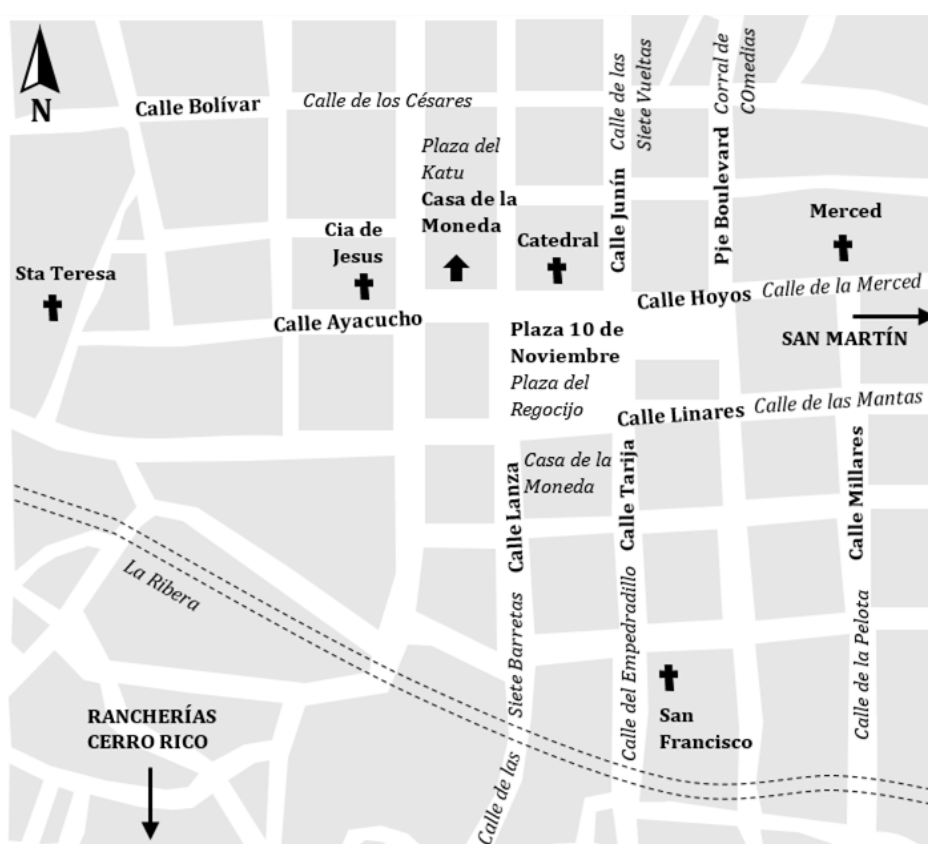 N
Calle Bolívar
Calle de los Césares
Calle Junín
Calle de las
Siete Vueltas
Pje Boulevard
Corral de
COmedias
Plaza del
Katu
Casa de la
Moneda
Cia de
Jesus
Catedral
Merced
Sta Teresa
Calle Hoyos
Calle de la Merced
Calle Ayacucho
SAN MARTÍN
Plaza 10 de
Noviembre
Plaza del
Regocijo
Calle Linares
Calle de las Mantas
Casa de la
Moneda
Calle Lanza
Calle de las Siete Barretas
Calle Tarija
Calle del Empedradillo
Calle Millares
Calle de la Pelota
La Ribera
San
Francisco
RANCHERÍAS
CERRO RICO